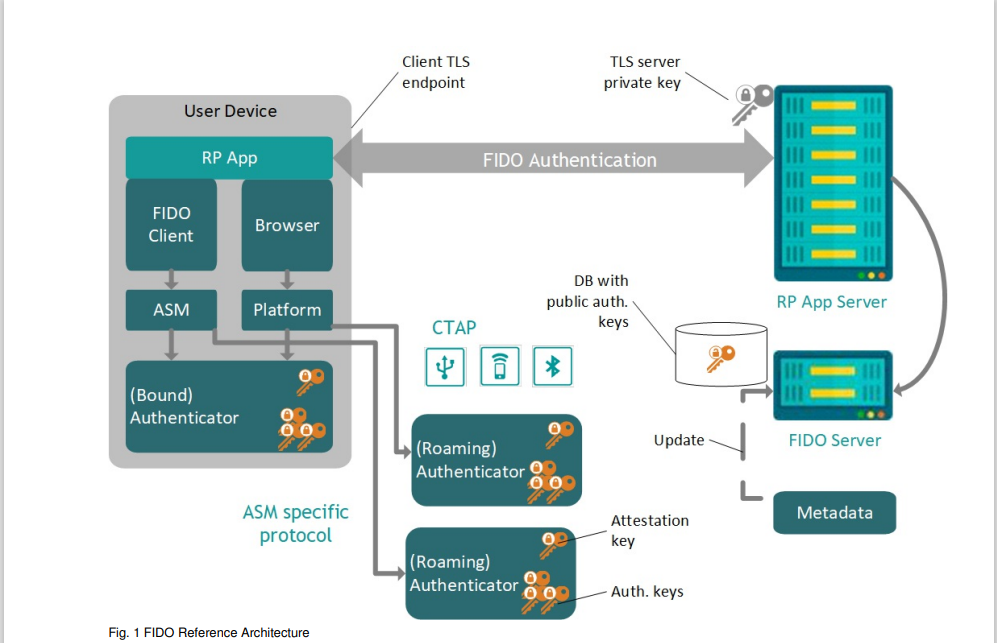 Client TLS
endpoint
TLS server
private key
User Device
RP App
FIDO Authentication
FIDO
Client
Browser
DB with
public auth.
keys
RP App Server
ASM
Platform
CTAP
(Bound)
Authenticator
(Roaming)
Authenticator
Update
FIDO Server
ASM specific
protocol
Metadata
Attestation
key
(Roaming)
Authenticator
Auth. keys
Fig. 1 FIDO Reference Architecture